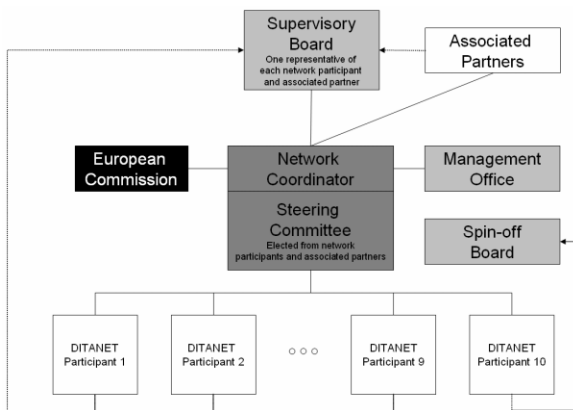 Supervisory
Board
One representative of
each network participant
and associated partner
Associated
Partners
European
Commission
Network
Coordinator
Management
Office
Steering
Committee
Elected from network
participants and associated partners
Spin-off
Board
DITANET
Participant 1
DITANET
Participant 2
○○○
DITANET
Participant 9
DITANET
Participant 10